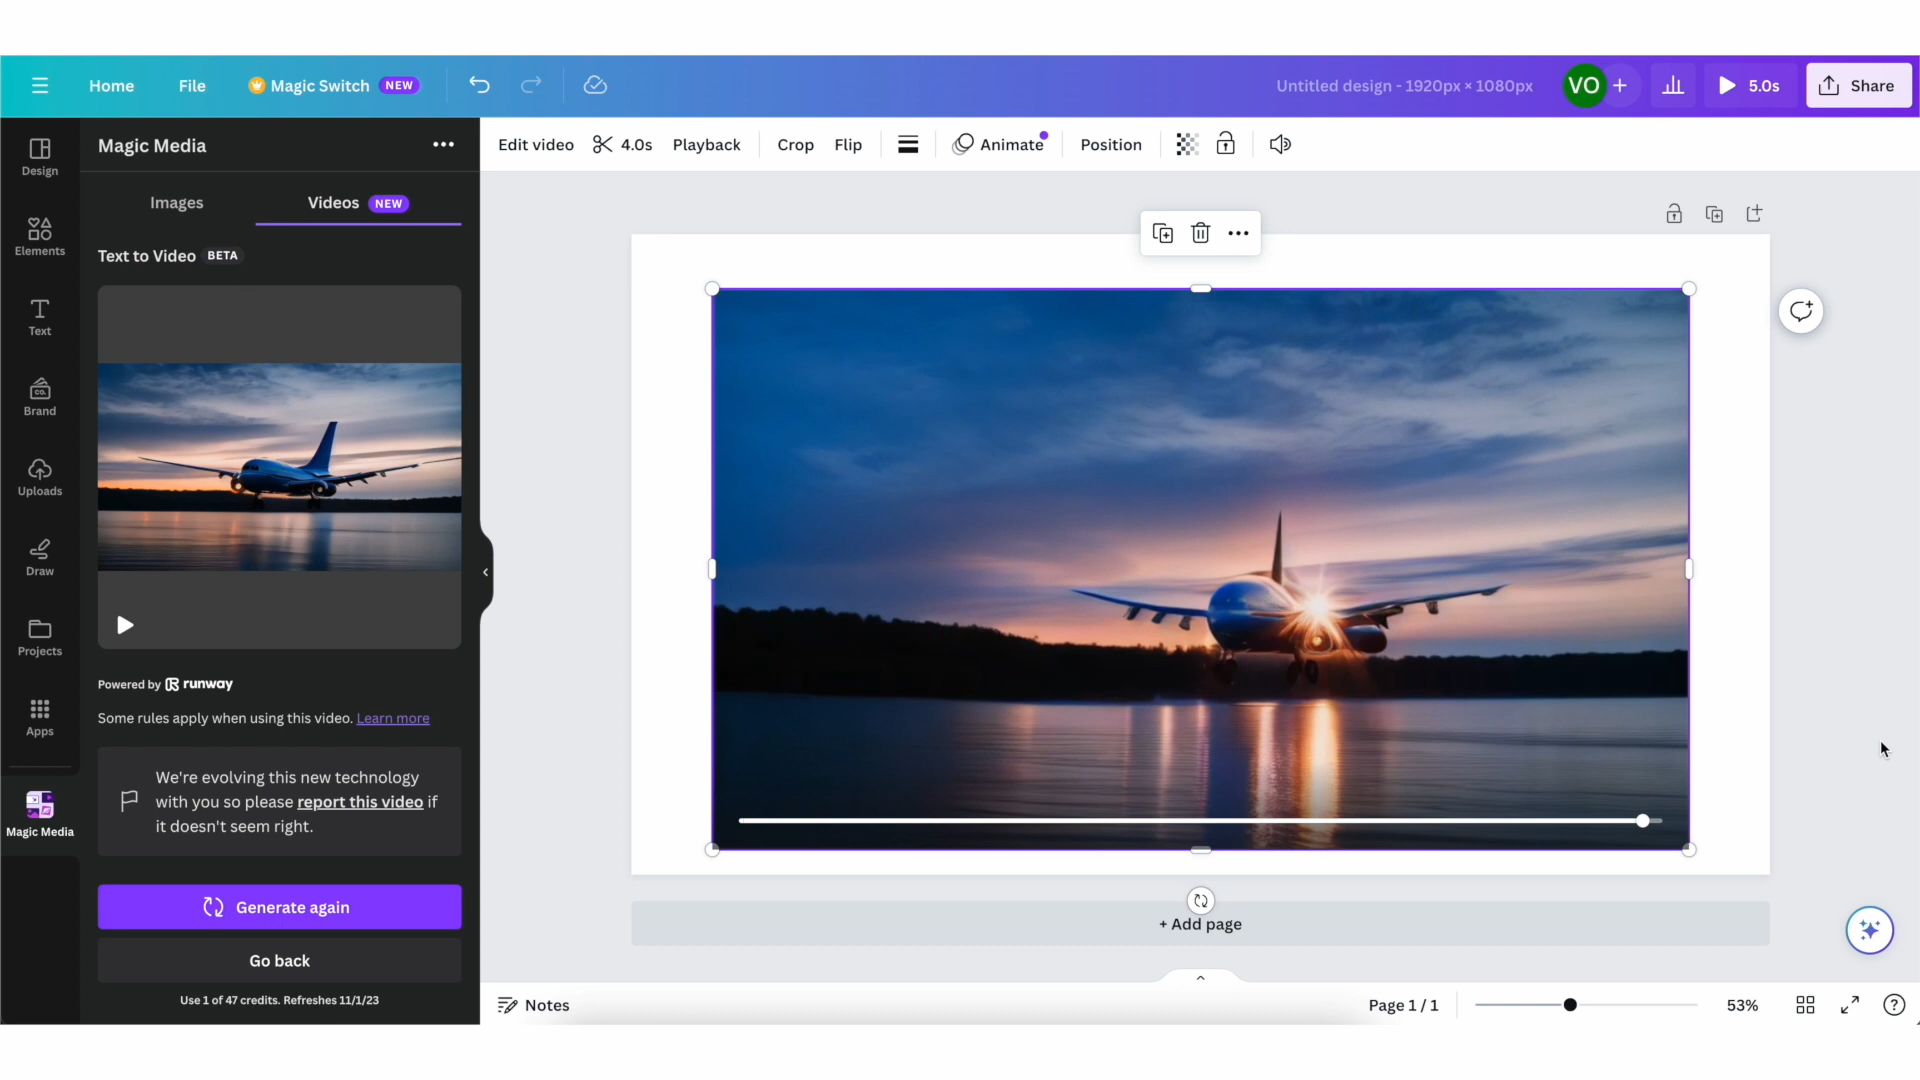 Home File Magic Switch NEW Untitled design - 1920px × 1080px VO 5.0s Share
Magic Media
Edit video 4.0s Playback Crop Flip Animate Position
Design
Elements
Text
Brand
CO.
Uploads
Draw
Projects
Apps
Magic Media
Images Videos NEW
Text to Video BETA
Powered by runway
Some rules apply when using this video. Learn more
We're evolving this new technology
with you so please report this video if
it doesn't seem right.
Generate again
Go back
Use 1 of 47 credits. Refreshes 11/1/23
+ Add page
Notes Page 1 / 1 53%